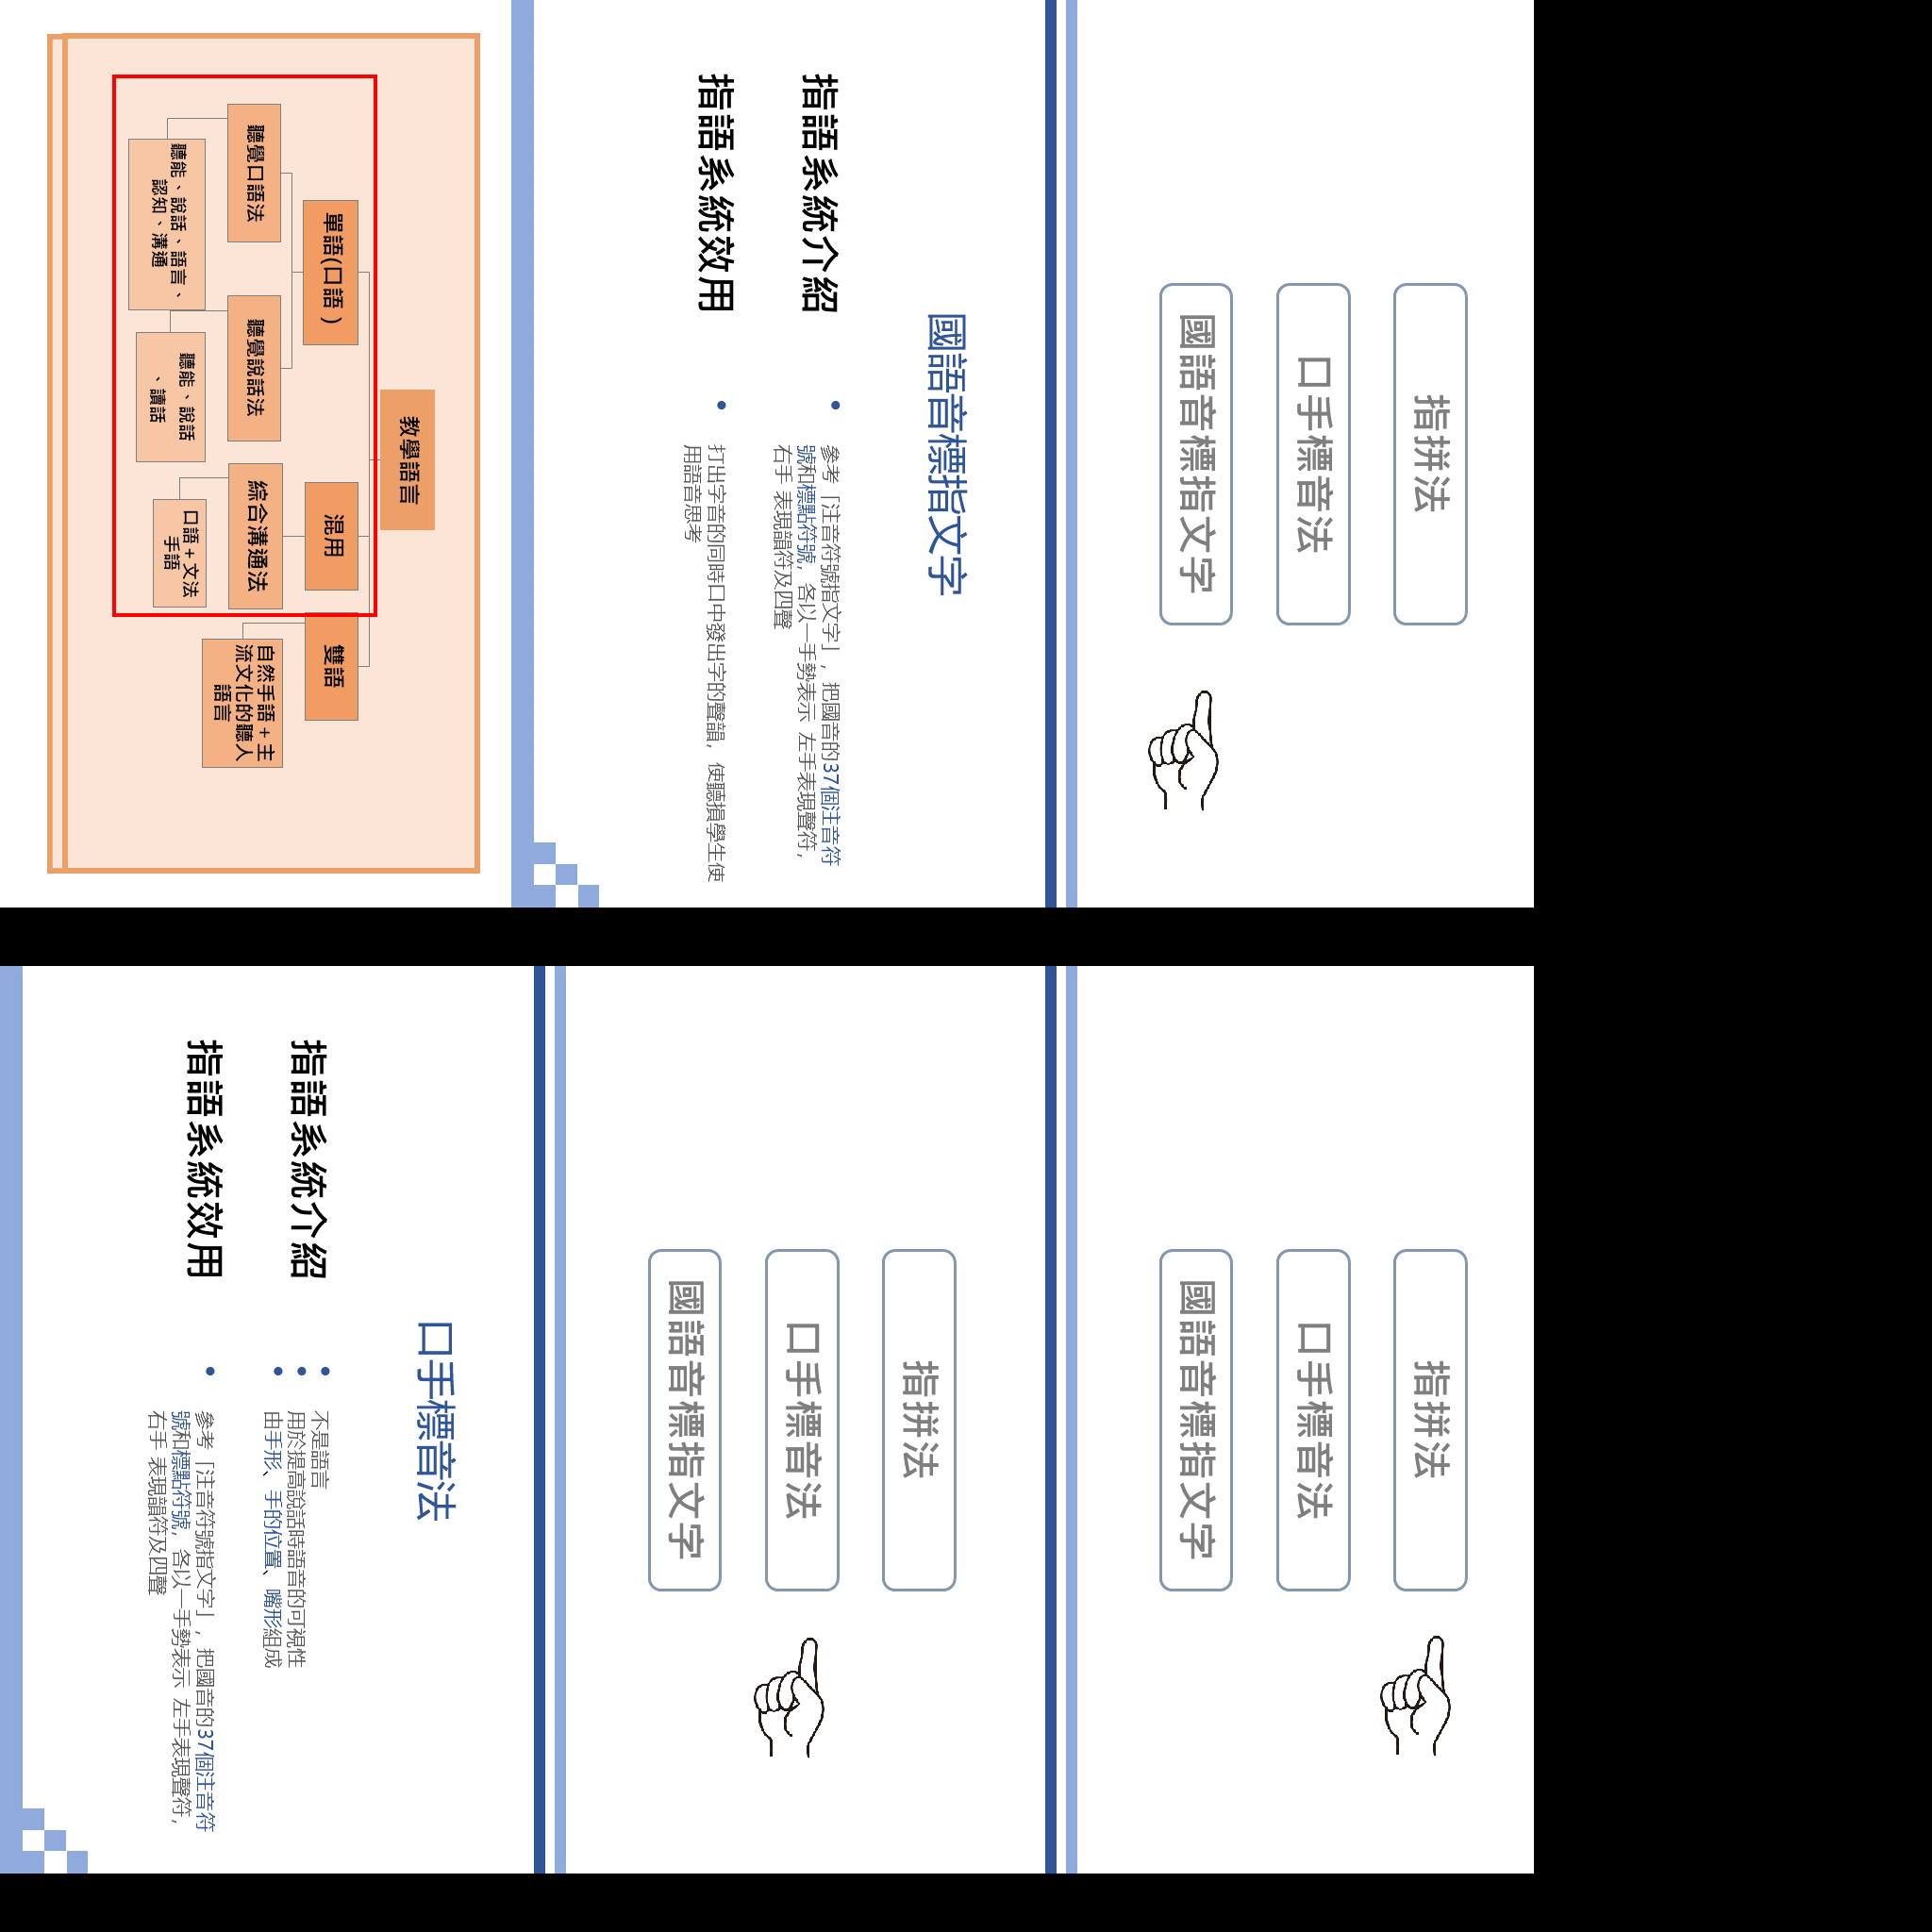 指拼法
口手標音法
國語音標指文字
國語音標指文字
指語系統介紹
• 參考「注音符號指文字」, 把國音的37個注音符
號和標點符號, 各以一手勢表示 左手表現聲符,
右手 表現韻符及四聲
指語系統效用
• 打出字音的同時口中發出字的聲韻, 使聽損學生使
用語音思考
教學語言
單語(口語 )
混用
雙語
聽覺口語法
聽覺說話法
綜合溝通法
自然手語 + 主
流文化的聽人
語言
聽能、說話、語言、
認知、溝通
聽能、說話
、讀話
口語 + 文法
手語
指拼法
口手標音法
國語音標指文字
指拼法
口手標音法
國語音標指文字
口手標音法
指語系統介紹
• 不是語言
• 用於提高說話時語音的可視性
• 由手形、手的位置、嘴形組成
指語系統效用
• 參考「注音符號指文字」, 把國音的37個注音符
號和標點符號, 各以一手勢表示 左手表現聲符,
右手 表現韻符及四聲